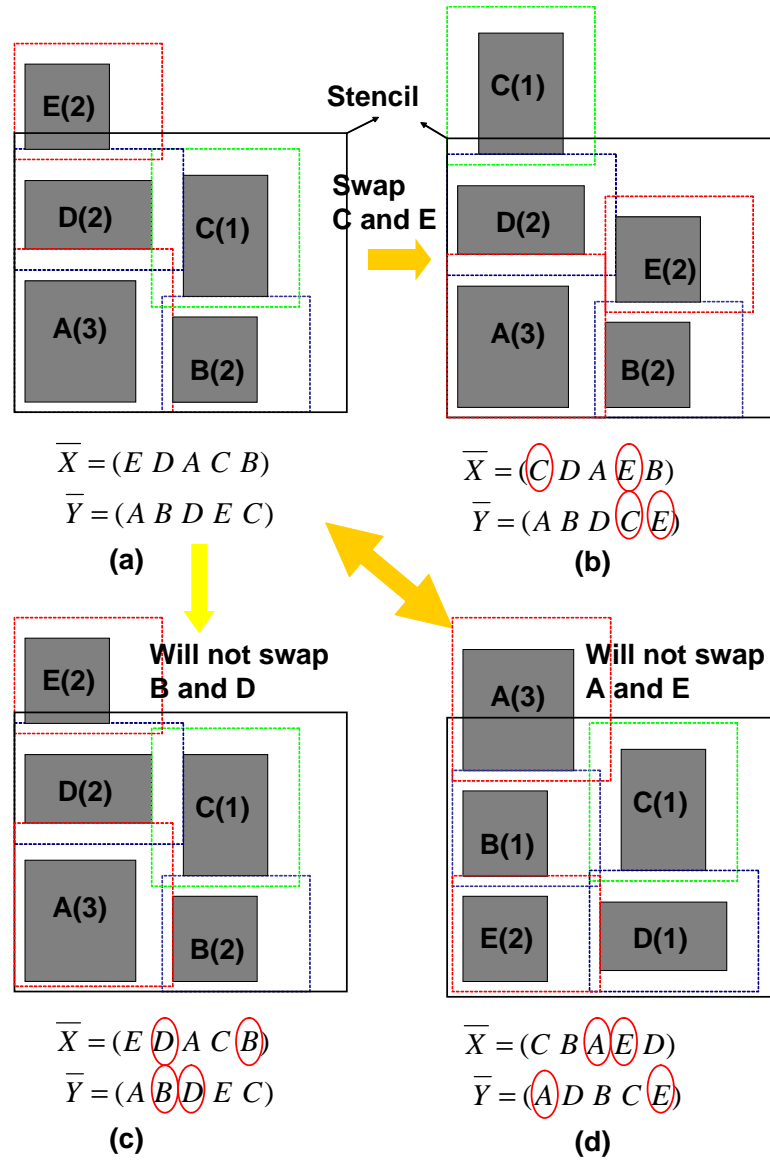 Stencil
E(2)
D(2)
C(1)
A(3)
B(2)
X = (E D A C B)
Y = (A B D E C)
(a)
Swap
C and E
C(1)
D(2)
E(2)
A(3)
B(2)
X = (C D A E B)
Y = (A B D C E)
(b)
Will not swap
B and D
E(2)
D(2)
C(1)
A(3)
B(2)
X = (E D A C B)
Y = (A B D E C)
(c)
Will not swap
A and E
A(3)
C(1)
B(1)
E(2)
D(1)
X = (C B A E D)
Y = (A D B C E)
(d)